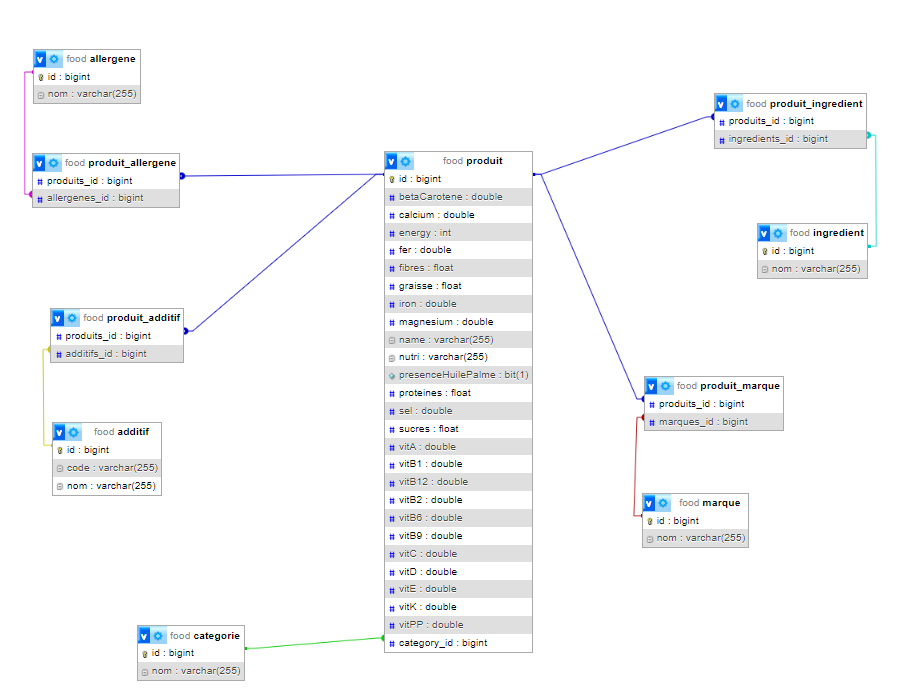 v food allergene
id : bigint
nom : varchar(255)
v food produit_allergene
# produits_id : bigint
# allergenes_id : bigint
v food produit_additif
# produits_id : bigint
# additifs_id : bigint
v food additif
id : bigint
code : varchar(255)
nom : varchar(255)
v food categorie
id : bigint
nom : varchar(255)
v food produit
id : bigint
# betaCarotene : double
# calcium : double
# energy : int
# fer : double
# fibres : float
# graisse : float
# iron : double
# magnesium : double
name : varchar(255)
nutri : varchar(255)
presenceHuilePalme : bit(1)
# proteines : float
# sel : double
# sucres : float
# vitA : double
# vitB1 : double
# vitB12 : double
# vitB2 : double
# vitB6 : double
# vitB9 : double
# vitC : double
# vitD : double
# vitE : double
# vitK : double
# vitPP : double
# category_id : bigint
v food produit_ingredient
# produits_id : bigint
# ingredients_id : bigint
v food ingredient
id : bigint
nom : varchar(255)
v food produit_marque
# produits_id : bigint
# marques_id : bigint
v food marque
id : bigint
nom : varchar(255)